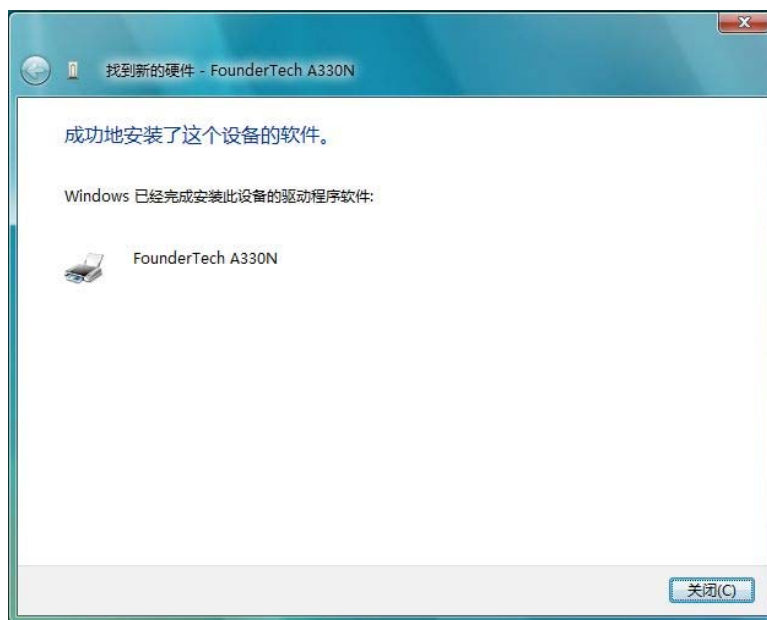 找到新的硬件 - FounderTech A330N
成功地安装了这个设备的软件。
Windows 已经完成安装此设备的驱动程序软件:
FounderTech A330N
关闭(C)